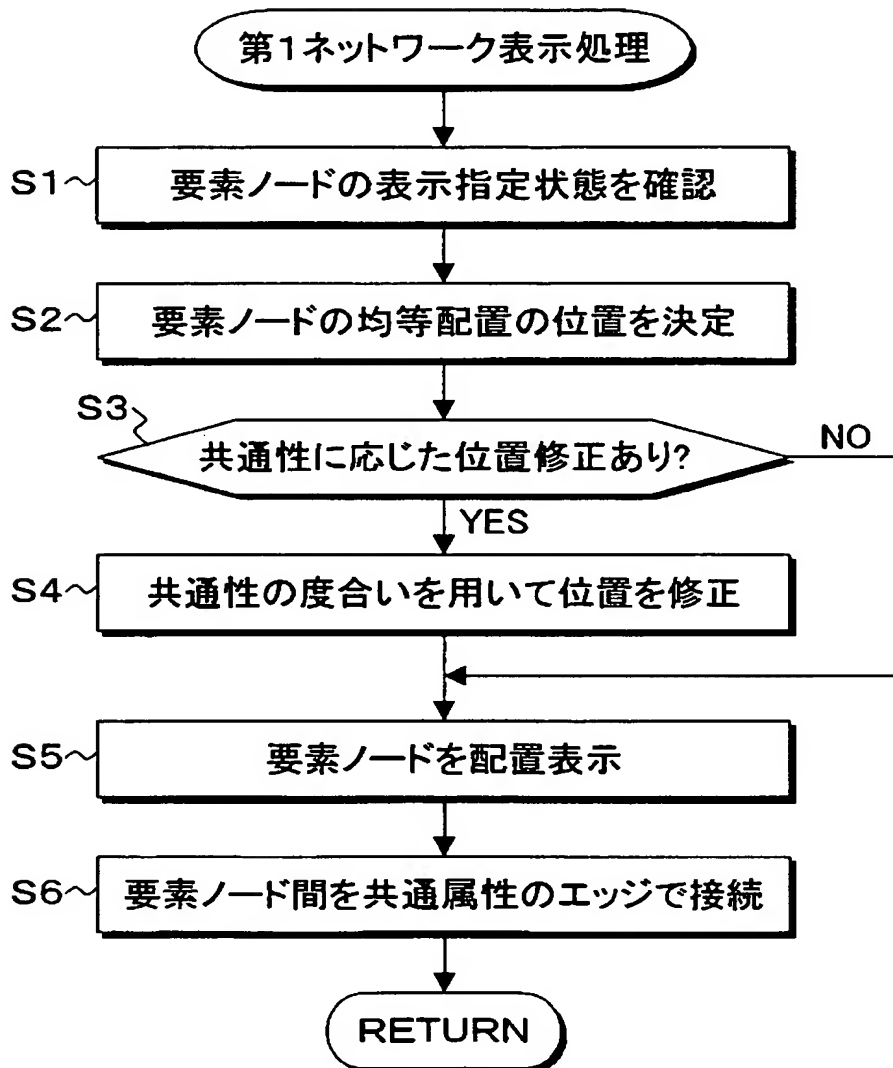 第1ネットワーク表示処理
S1 要素ノードの表示指定状態を確認
S2 要素ノードの均等配置の位置を決定
S3
共通性に応じた位置修正あり?
NO
YES
S4 共通性の度合いを用いて位置を修正
S5 要素ノードを配置表示
S6 要素ノード間を共通属性のエッジで接続
RETURN